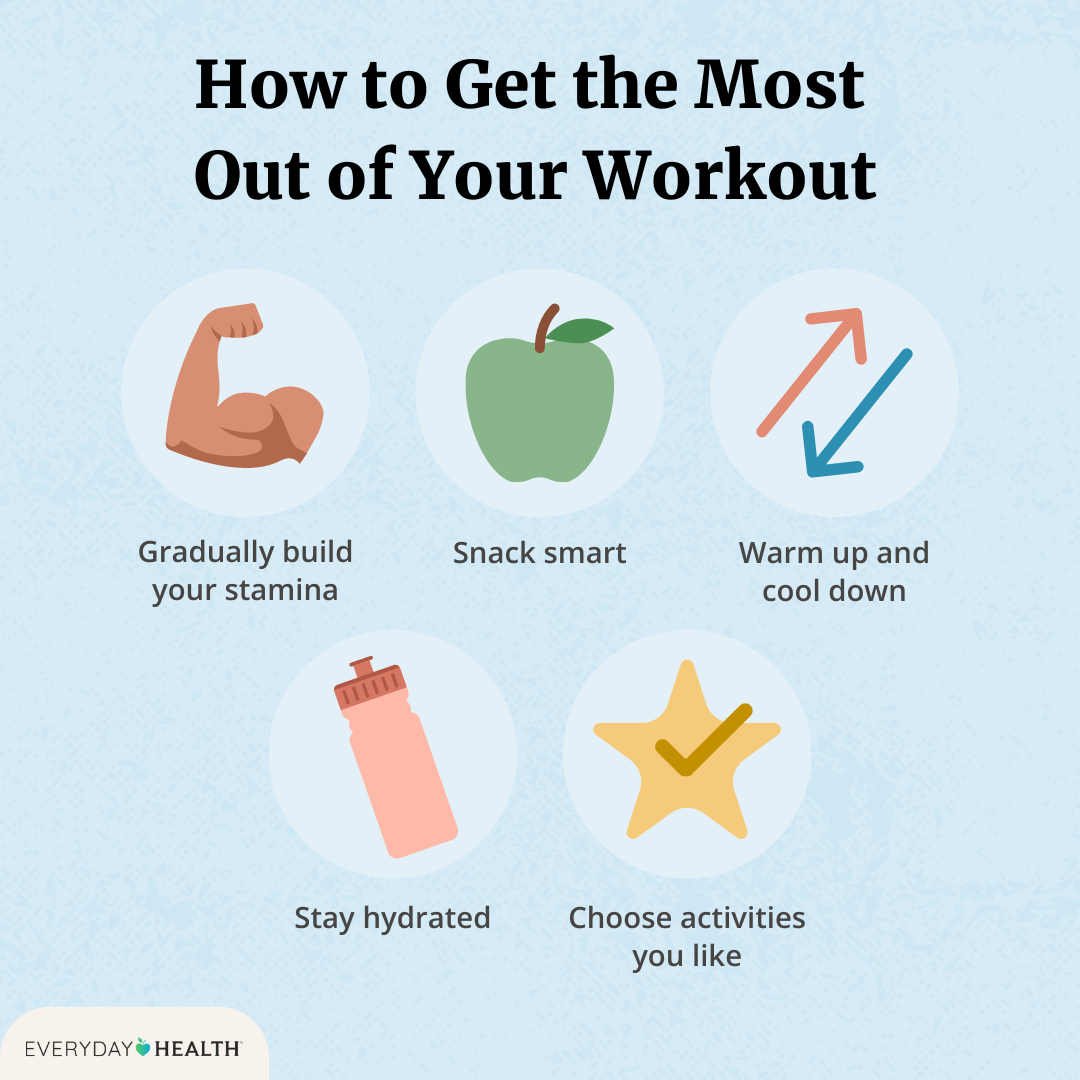 How to Get the Most
Out of Your Workout
Gradually build
your stamina
Snack smart
Warm up and
cool down
Stay hydrated
Choose activities
you like
EVERYDAY HEALTH